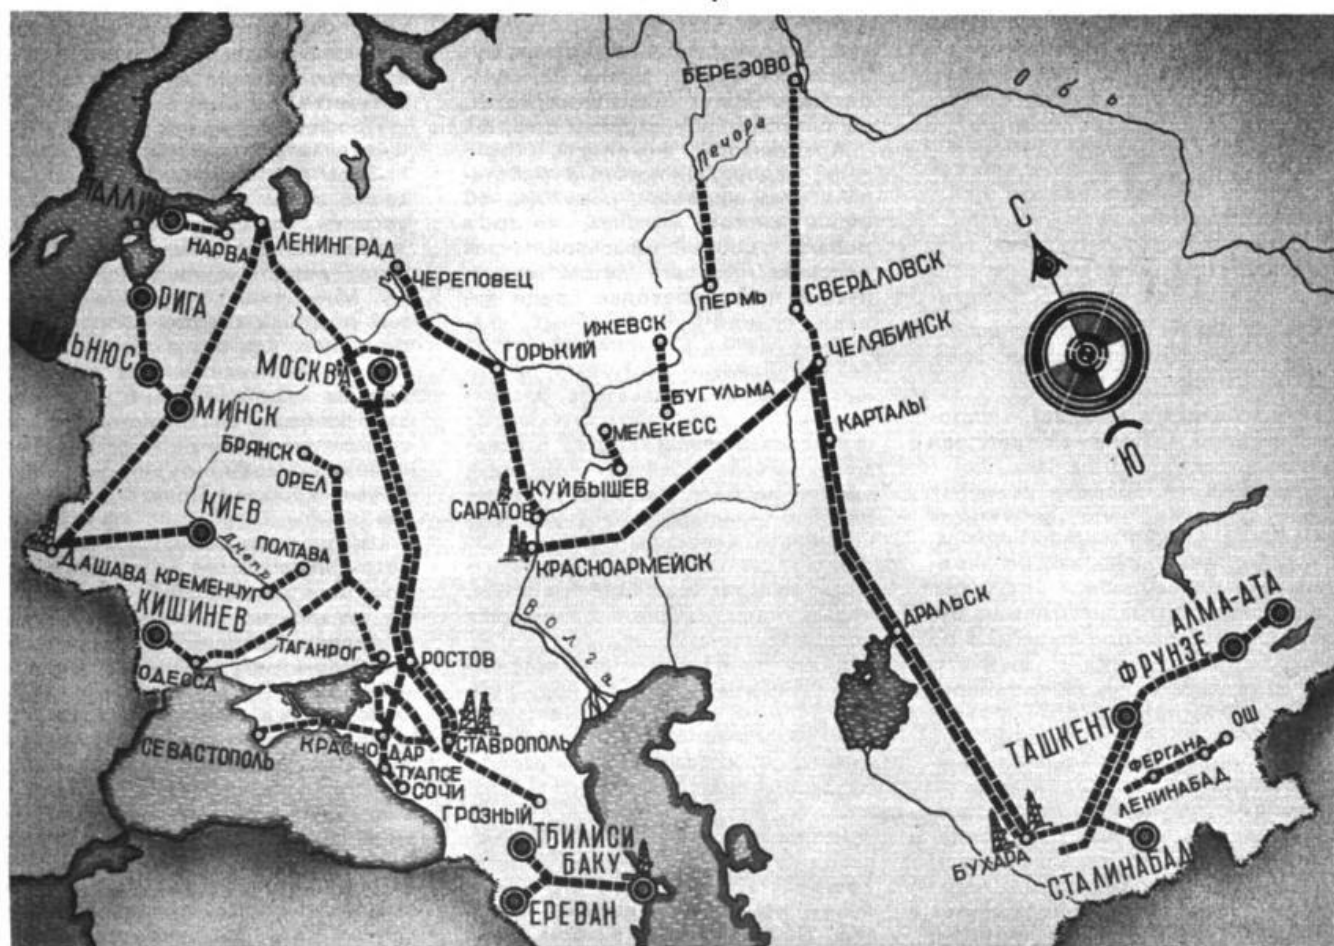 БЕРЕЗОВО
Обь
Печора
ТАЛЛИН
НАРВА
ЛЕНИНГРАД
ЧЕРЕПОВЕЦ
С
РИГА
ПЕРМЬ
СВЕРДЛОВСК
ИЖЕВСК
ГОРЬКИЙ
ЧЕЛЯБИНСК
ВИЛЬНЮС
МОСКВА
БУГУЛЬМА
МИНСК
КАРТАЛЫ
МЕЛЕКЕСС
БРЯНСК
ОРЕЛ
Ю
КУЙБЫШЕВ
КИЕВ
САРАТОВ
Днепр
ПОЛТАВА
ДАШАВА
КРЕМЕНЧУГ
КРАСНОАРМЕЙСК
КИШИНЕВ
Волга
АРАЛЬСК
АЛМА-АТА
ФРУНЗЕ
ТАГАНРОГ
РОСТОВ
ОДЕССА
ТАШКЕНТ
ОШ
СЕВАСТОПОЛЬ
КРАСНОДАР
СТАВРОПОЛЬ
ФЕРГАНА
ТУАПСЕ
СОЧИ
ЛЕНИНАБАД
ГРОЗНЫЙ
ТБИЛИСИ
БАКУ
БУХАРА
СТАЛИНАБАД
ЕРЕВАН